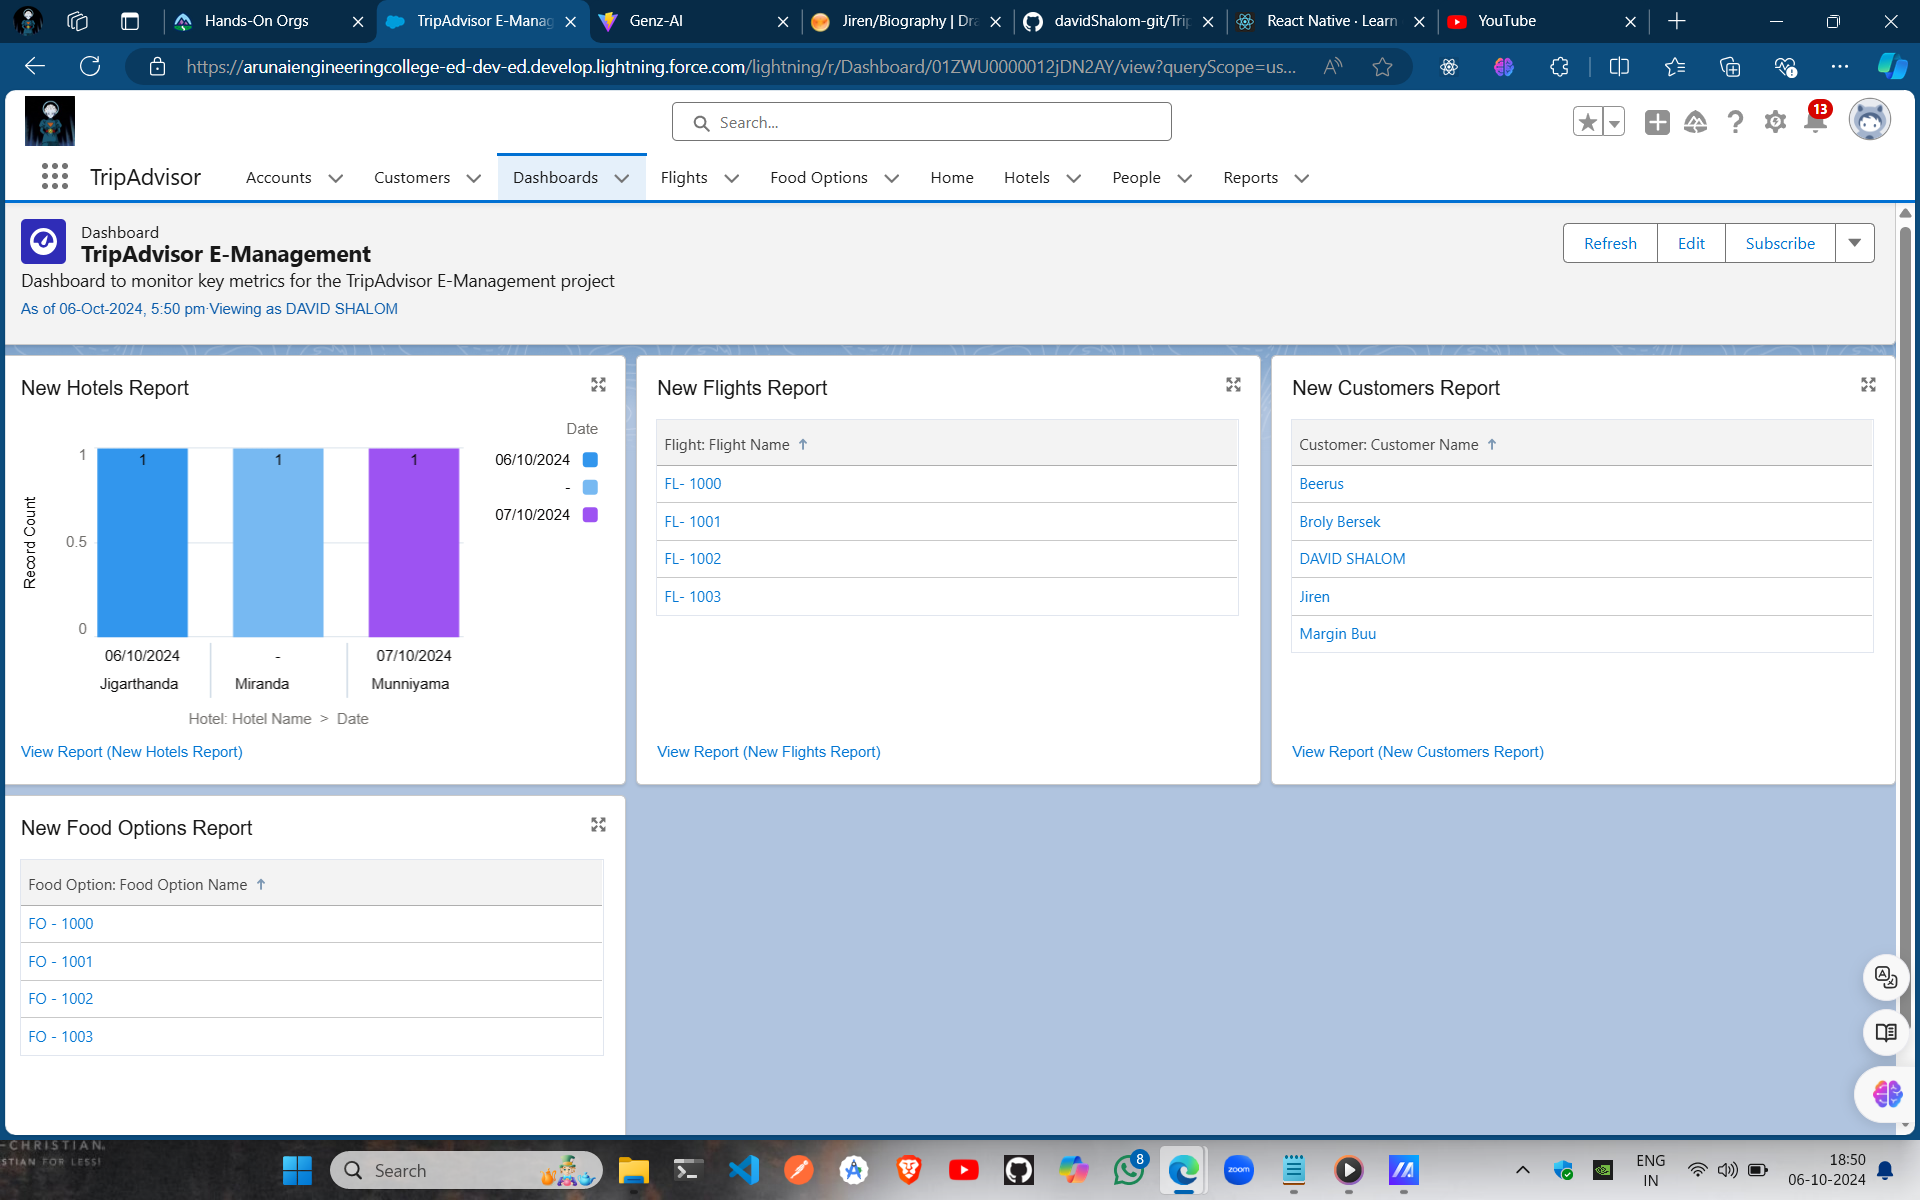 Hands-On Orgs
TripAdvisor E-Manag
Genz-AI
Jiren/Biography | Dra
davidShalom-git/Trip
React Native · Learn
YouTube
https://arunaiengineeringcollege-ed-dev-ed.develop.lightning.force.com/lightning/r/Dashboard/01ZWU0000012jDN2AY/view?queryScope=us...
Search...
13
TripAdvisor
Accounts
Customers
Dashboards
Flights
Food Options
Home
Hotels
People
Reports
Dashboard
TripAdvisor E-Management
Dashboard to monitor key metrics for the TripAdvisor E-Management project
As of 06-Oct-2024, 5:50 pm·Viewing as DAVID SHALOM
Refresh
Edit
Subscribe
New Hotels Report
Date
06/10/2024
-
07/10/2024
Record Count
1
0.5
0
1
1
1
06/10/2024
-
07/10/2024
Jigarthanda
Miranda
Munniyama
Hotel: Hotel Name > Date
View Report (New Hotels Report)
New Flights Report
Flight: Flight Name ↑
FL- 1000
FL- 1001
FL- 1002
FL- 1003
View Report (New Flights Report)
New Customers Report
Customer: Customer Name ↑
Beerus
Broly Bersek
DAVID SHALOM
Jiren
Margin Buu
View Report (New Customers Report)
New Food Options Report
Food Option: Food Option Name ↑
FO - 1000
FO - 1001
FO - 1002
FO - 1003
-CHRISTIAN
STIAN FOR LESS!
Search
8
zoom
ENG
IN
18:50
06-10-2024